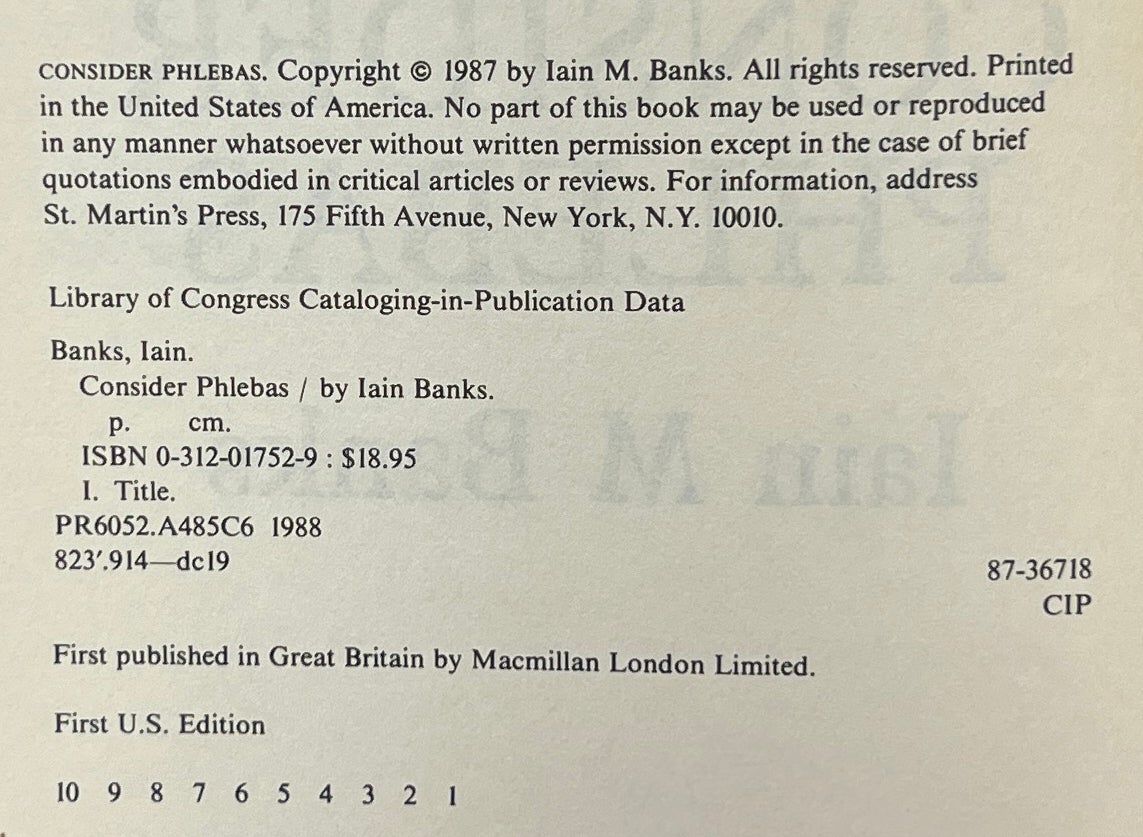 CONSIDER PHLEBAS. Copyright © 1987 by Iain M. Banks. All rights reserved. Printed
in the United States of America. No part of this book may be used or reproduced
in any manner whatsoever without written permission except in the case of brief
quotations embodied in critical articles or reviews. For information, address
St. Martin's Press, 175 Fifth Avenue, New York, N.Y. 10010.
Library of Congress Cataloging-in-Publication Data
Banks, Iain.
Consider Phlebas / by Iain Banks.
p. cm.
ISBN 0-312-01752-9 : $18.95
I. Title.
PR6052.A485C6 1988
823′.914—dc19
87-36718
CIP
First published in Great Britain by Macmillan London Limited.
First U.S. Edition
10 9 8 7 6 5 4 3 2 1